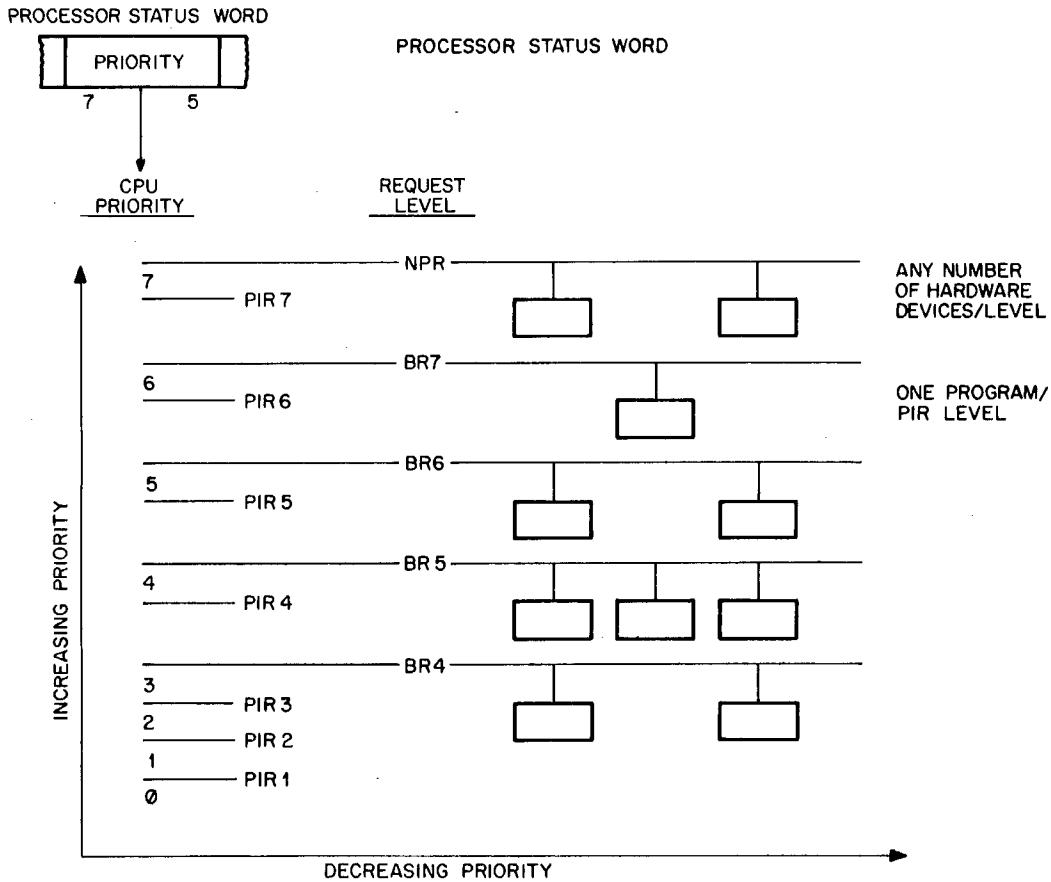 PROCESSOR STATUS WORD
PROCESSOR STATUS WORD
PRIORITY
7 5
CPU
PRIORITY
REQUEST
LEVEL
NPR
7
PIR 7
ANY NUMBER
OF HARDWARE
DEVICES/LEVEL
BR7
6
PIR 6
ONE PROGRAM/
PIR LEVEL
BR6
5
PIR 5
BR5
4
PIR 4
BR4
3
PIR 3
2
PIR 2
1
PIR 1
0
INCREASING PRIORITY
DECREASING PRIORITY